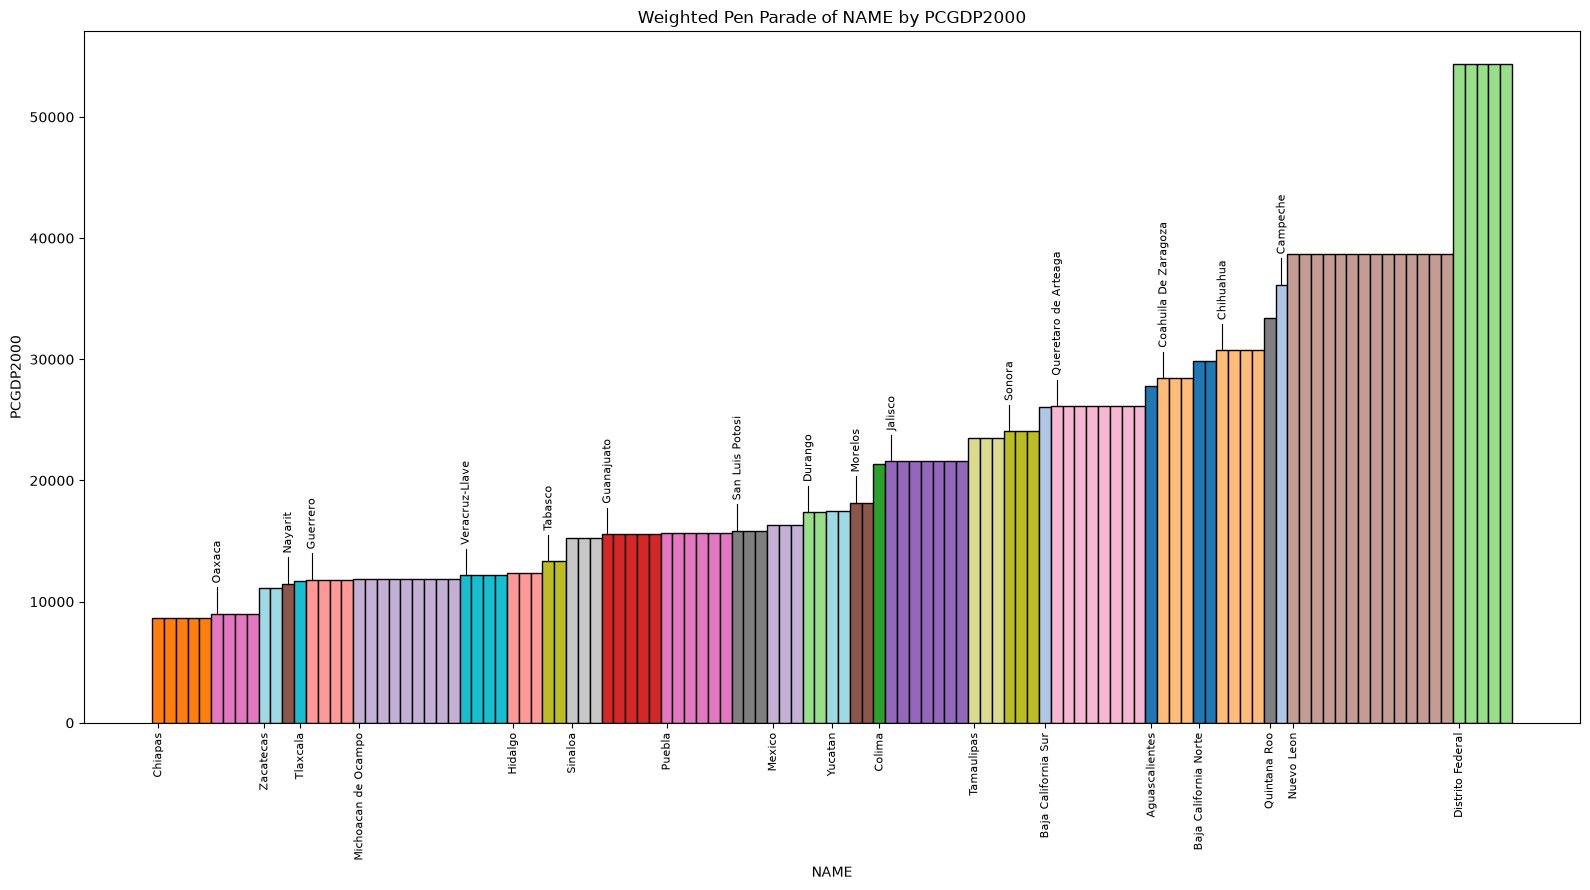 Weighted Pen Parade of NAME by PCGDP2000
PCGDP2000
50000
40000
30000
20000
10000
0
Oaxaca
Nayarit
Guerrero
Veracruz-Llave
Tabasco
Guanajuato
San Luis Potosi
Durango
Morelos
Jalisco
Sonora
Queretaro de Arteaga
Coahuila De Zaragoza
Chihuahua
Campeche
Chiapas
Zacatecas
Tlaxcala
Michoacan de Ocampo
Hidalgo
Sinaloa
Puebla
Mexico
Yucatan
Colima
Tamaulipas
Baja California Sur
Aguascalientes
Baja California Norte
Quintana Roo
Nuevo Leon
Distrito Federal
NAME